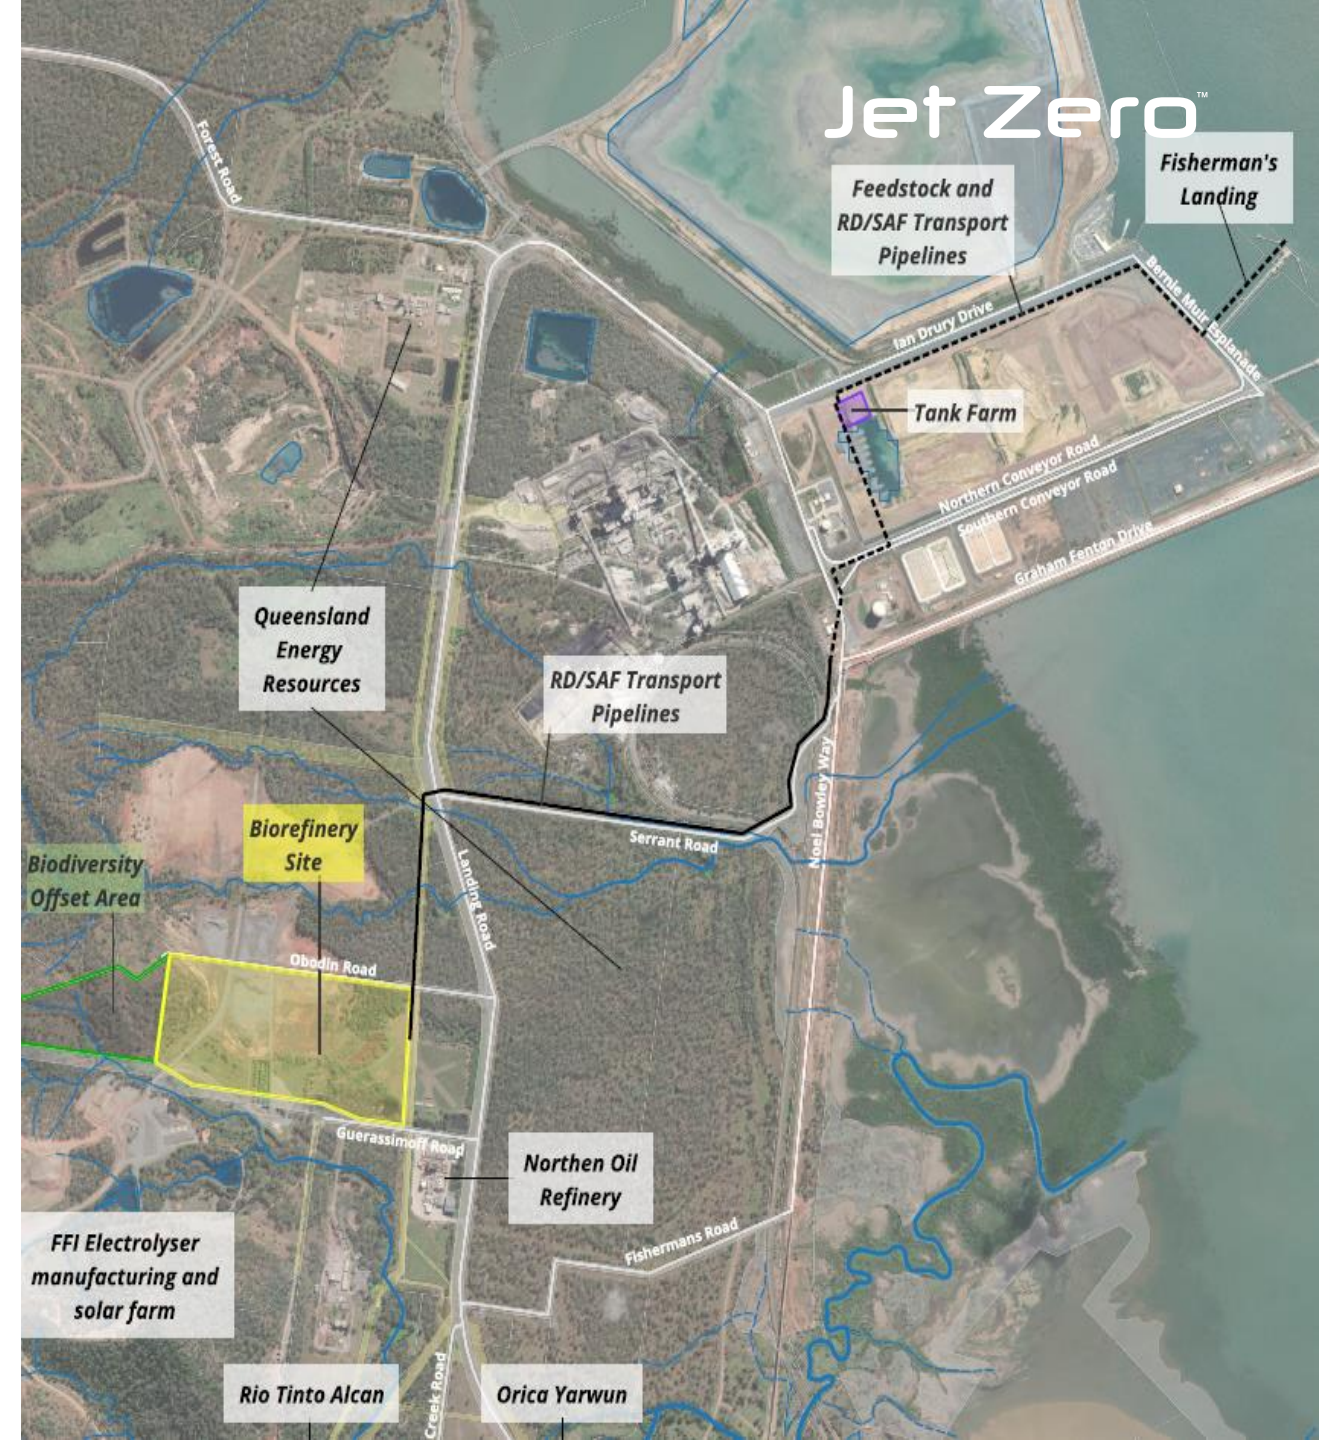 Jet Zero™
Fisherman's
Landing
Feedstock and
RD/SAF Transport
Pipelines
Forest Road
Bernie Muir Esplanade
Ian Drury Drive
Tank Farm
Northern Conveyor Road
Southern Conveyor Road
Graham Fenton Drive
Queensland
Energy
Resources
RD/SAF Transport
Pipelines
Noel Bowley Way
Biorefinery
Site
Serrant Road
Biodiversity
Offset Area
Landing Road
Obodin Road
Guerassimoff Road
Northen Oil
Refinery
FFI Electrolyser
manufacturing and
solar farm
Fishermans Road
Rio Tinto Alcan
Creek Road
Orica Yarwun